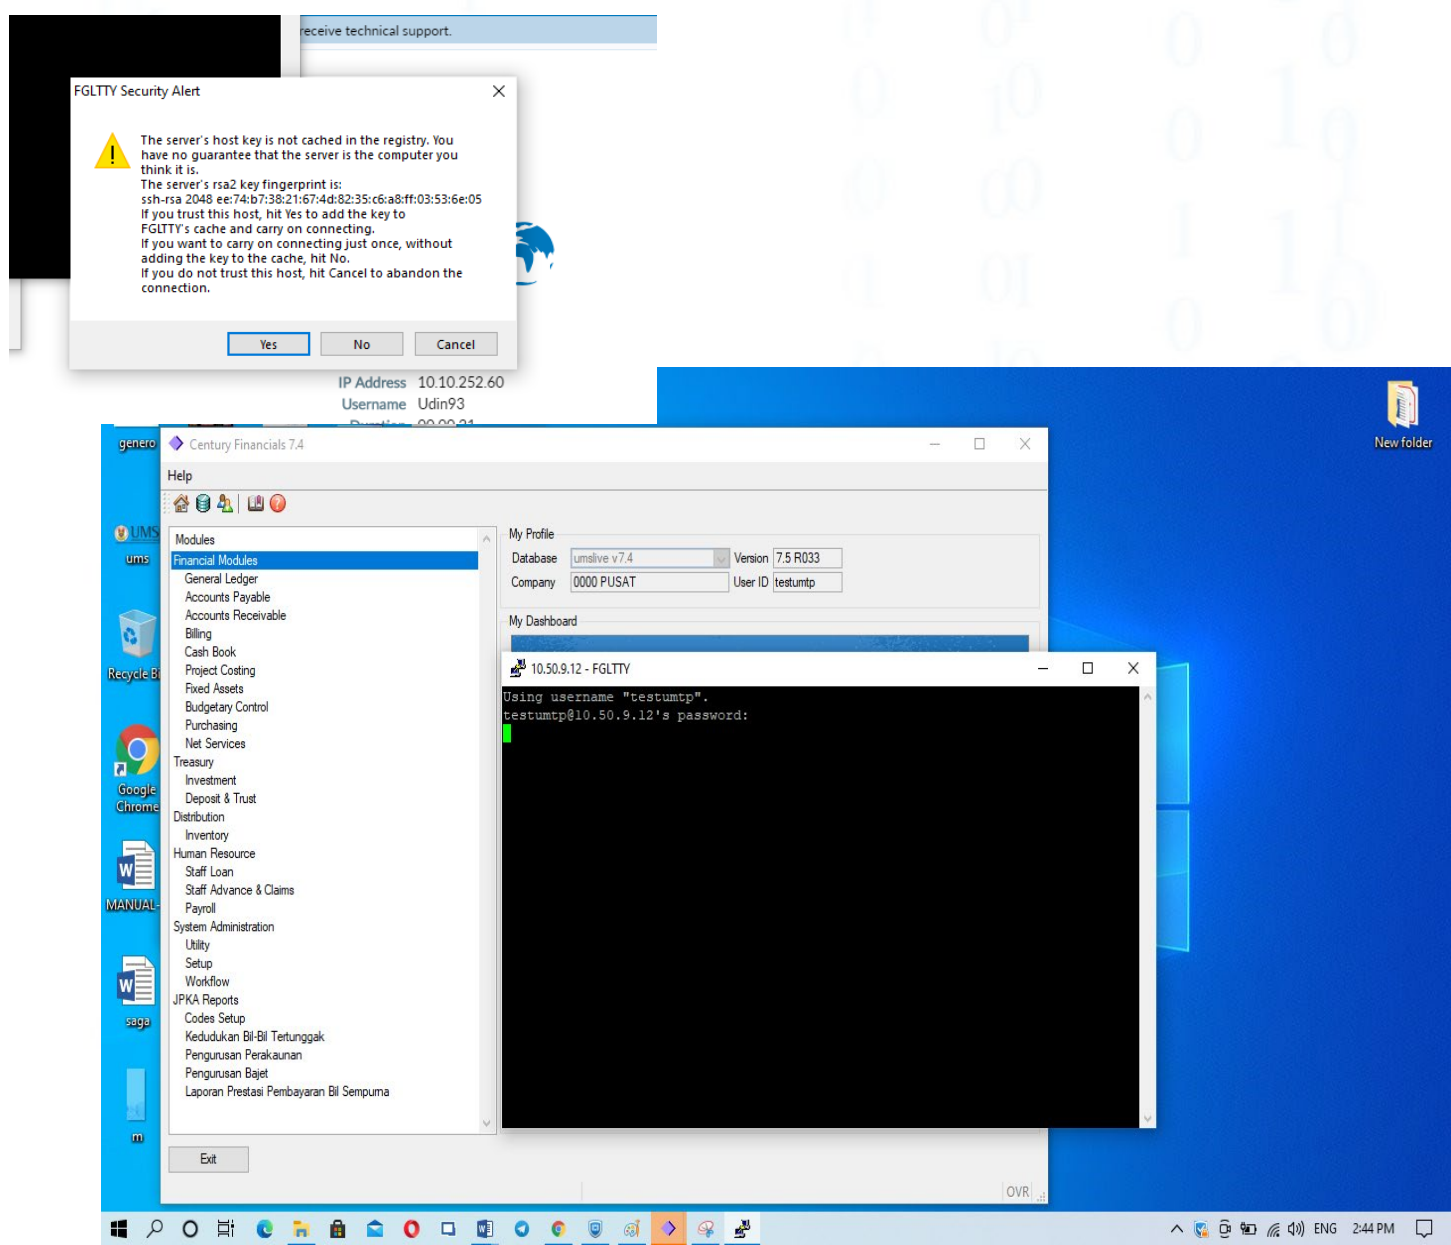 receive technical support.
FGLTTY Security Alert
The server's host key is not cached in the registry. You
have no guarantee that the server is the computer you
think it is.
The server's rsa2 key fingerprint is:
ssh-rsa 2048 ee:74:b7:38:21:67:4d:82:35:c6:a8:ff:03:53:6e:05
If you trust this host, hit Yes to add the key to
FGLTTY's cache and carry on connecting.
If you want to carry on connecting just once, without
adding the key to the cache, hit No.
If you do not trust this host, hit Cancel to abandon the
connection.
Yes No Cancel
IP Address 10.10.252.60
Username Udin93
Duration 00:00:21
New folder
genero
Century Financials 7.4
Help
UMS
ums
Recycle Bi
Google
Chrome
MANUAL-
saga
m
Modules
Financial Modules
General Ledger
Accounts Payable
Accounts Receivable
Billing
Cash Book
Project Costing
Fixed Assets
Budgetary Control
Purchasing
Net Services
Treasury
Investment
Deposit & Trust
Distribution
Inventory
Human Resource
Staff Loan
Staff Advance & Claims
Payroll
System Administration
Utility
Setup
Workflow
JPKA Reports
Codes Setup
Kedudukan Bil-Bil Tertunggak
Pengurusan Perakaunan
Pengurusan Bajet
Laporan Prestasi Pembayaran Bil Sempurna
Exit
My Profile
Database umslive v7.4 Version 7.5 R033
Company 0000 PUSAT User ID testumtp
My Dashboard
10.50.9.12 - FGLTTY
Using username "testumtp".
testumtp@10.50.9.12's password:
OVR
ENG 2:44 PM